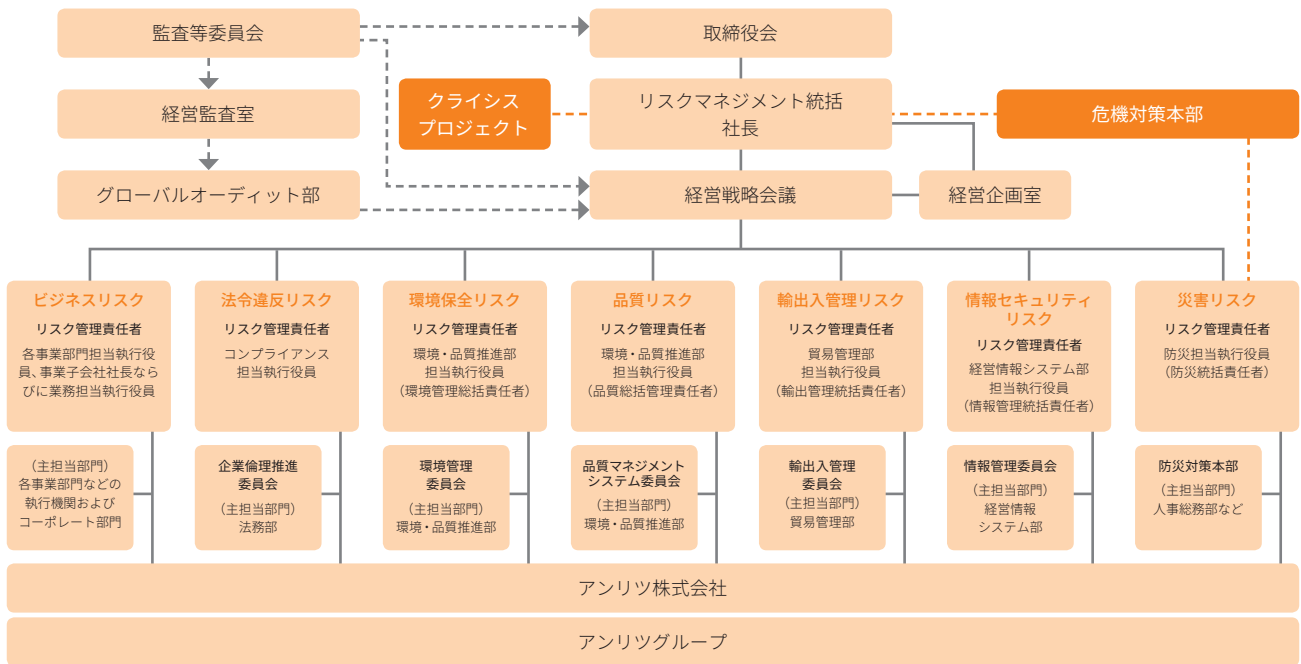 監査等委員会
取締役会
クライシス
プロジェクト
リスクマネジメント統括
社長
危機対策本部
経営監査室
グローバルオーディット部
経営戦略会議
経営企画室
ビジネスリスク
リスク管理責任者
各事業部門担当執行役
員、事業子会社社長なら
びに業務担当執行役員
法令違反リスク
リスク管理責任者
コンプライアンス
担当執行役員
環境保全リスク
リスク管理責任者
環境・品質推進部
担当執行役員
（環境管理総括責任者）
品質リスク
リスク管理責任者
環境・品質推進部
担当執行役員
（品質総括管理責任者）
輸出入管理リスク
リスク管理責任者
貿易管理部
担当執行役員
（輸出管理統括責任者）
情報セキュリティ
リスク
リスク管理責任者
経営情報システム部
担当執行役員
（情報管理統括責任者）
災害リスク
リスク管理責任者
防災担当執行役員
（防災統括責任者）
（主担当部門）
各事業部門などの
執行機関および
コーポレート部門
企業倫理推進
委員会
（主担当部門）
法務部
環境管理
委員会
（主担当部門）
環境・品質推進部
品質マネジメント
システム委員会
（主担当部門）
環境・品質推進部
輸出入管理
委員会
（主担当部門）
貿易管理部
情報管理委員会
（主担当部門）
経営情報
システム部
防災対策本部
（主担当部門）
人事総務部など
アンリツ株式会社
アンリツグループ